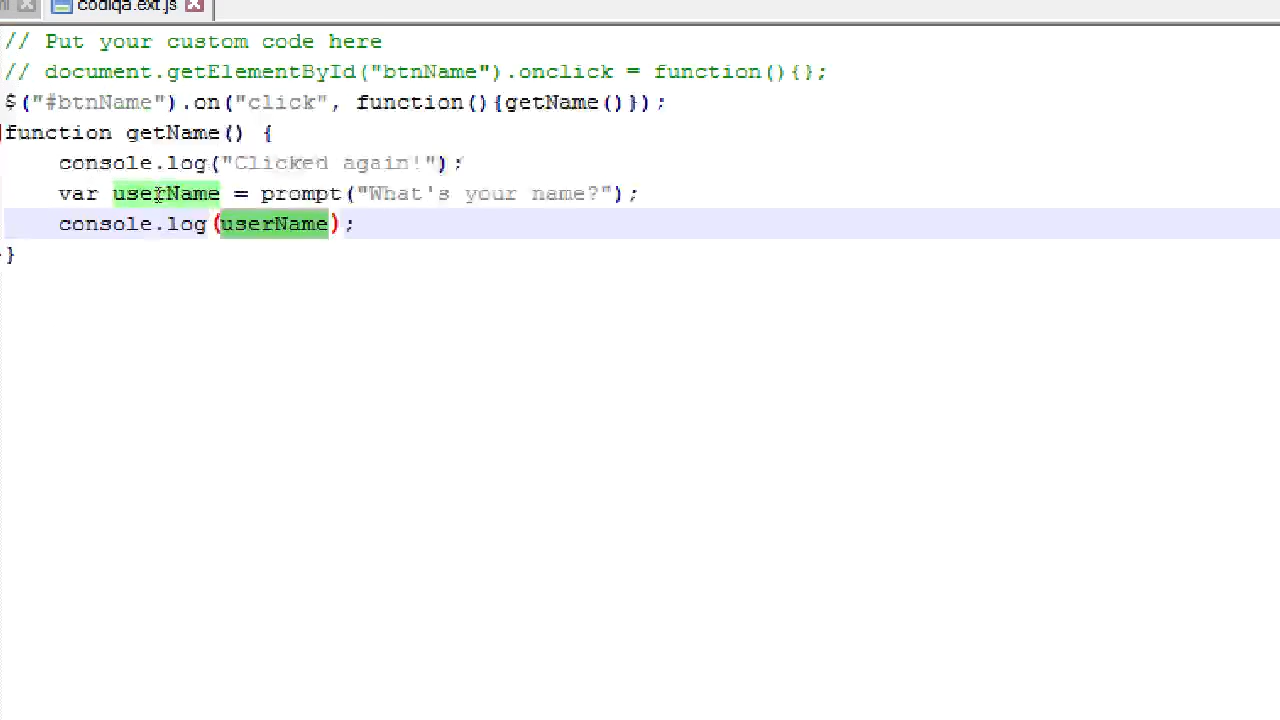 codiqa.ext.js
// Put your custom code here
// document.getElementById("btnName").onclick = function(){};
$("#btnName").on("click", function(){getName()});
function getName() {
    console.log("Clicked again!");
    var userName = prompt("What's your name?");
    console.log(userName);
}